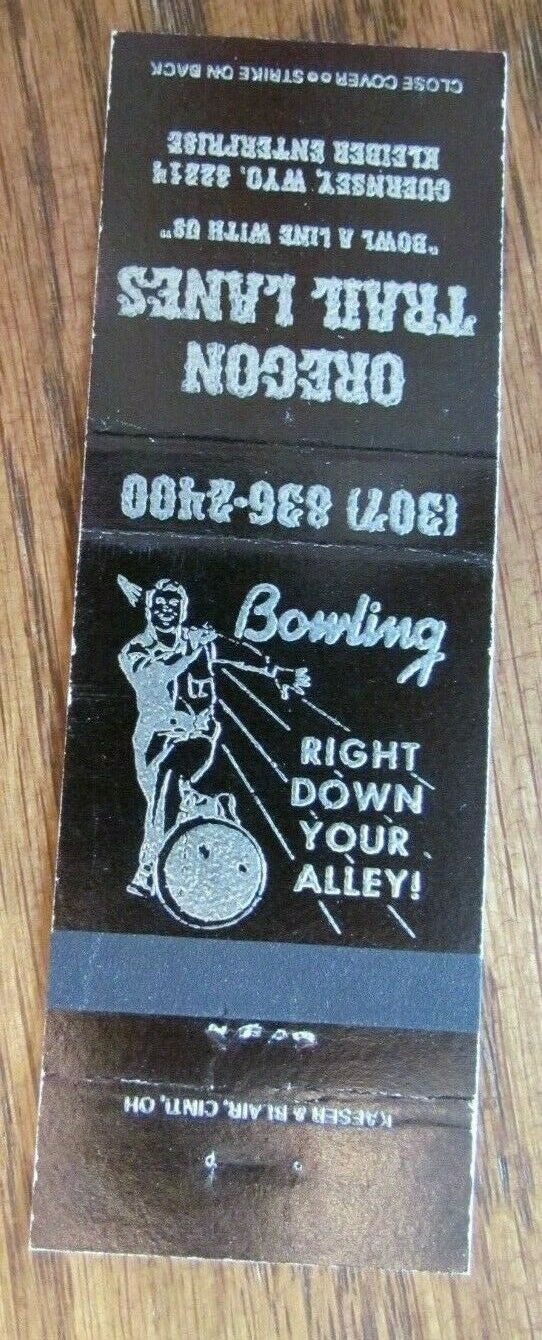 CLOSE COVER • STRIKE ON BACK
OREGON
TRAIL LANES
"BOWL A LINE WITH US"
GUERNSEY, WYO. 82214
KLEIBER ENTERPRISE
(307) 836-2400
Bowling
RIGHT
DOWN
YOUR
ALLEY!
KAESER & BLAIR, CINTI, OH